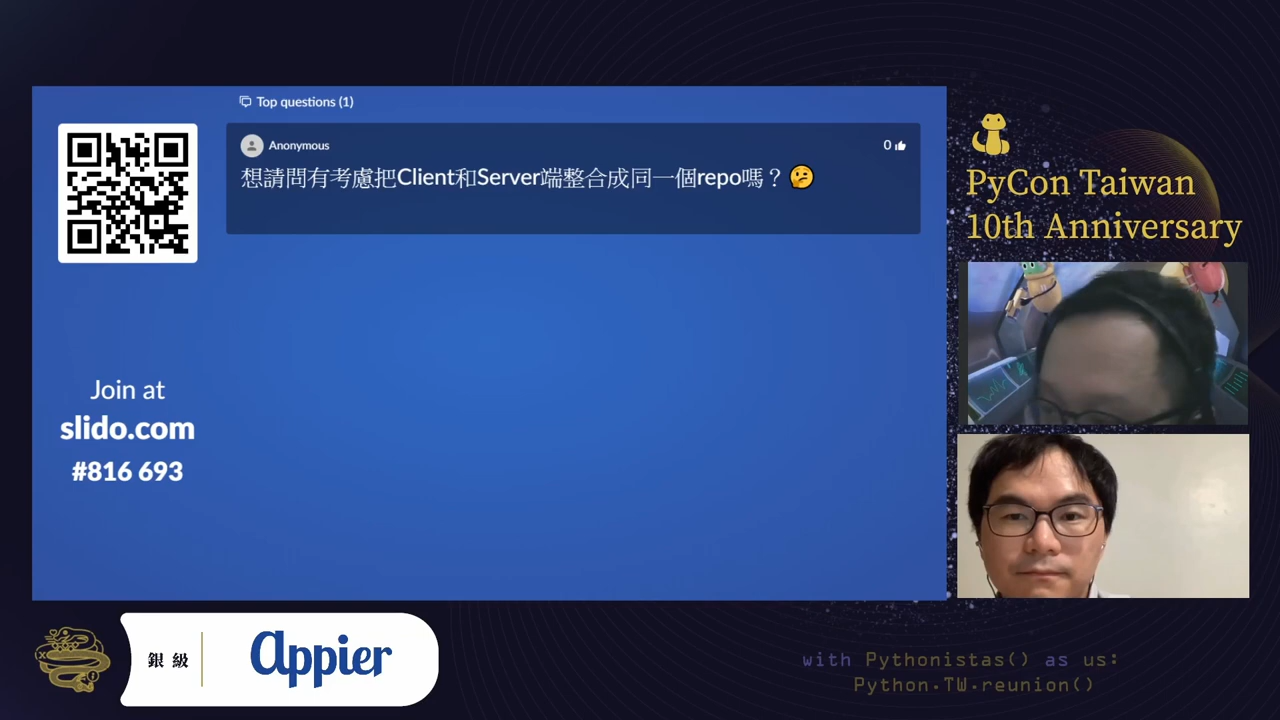 Top questions (1)
Anonymous
0
想請問有考慮把Client和Server端整合成同一個repo嗎？🤔
Join at
slido.com
#816 693
PyCon Taiwan
10th Anniversary
銀級
Appier
with Pythonistas() as us:
Python.TW.reunion()